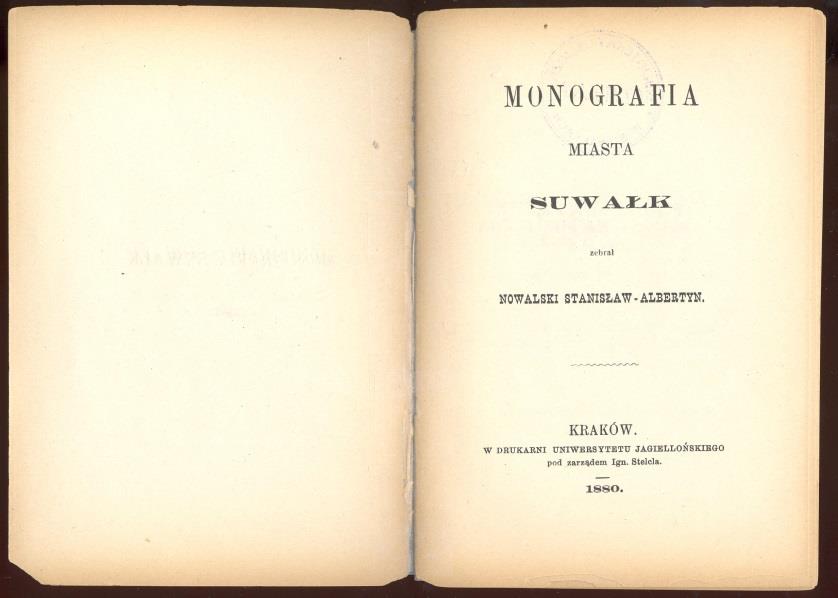 MONOGRAFIA
MIASTA
SUWAŁK
zebrał
NOWALSKI STANISŁAW-ALBERTYN.
KRAKÓW.
W DRUKARNI UNIWERSYTETU JAGIELLOŃSKIEGO
pod zarządem Ign. Stelcla.
1880.